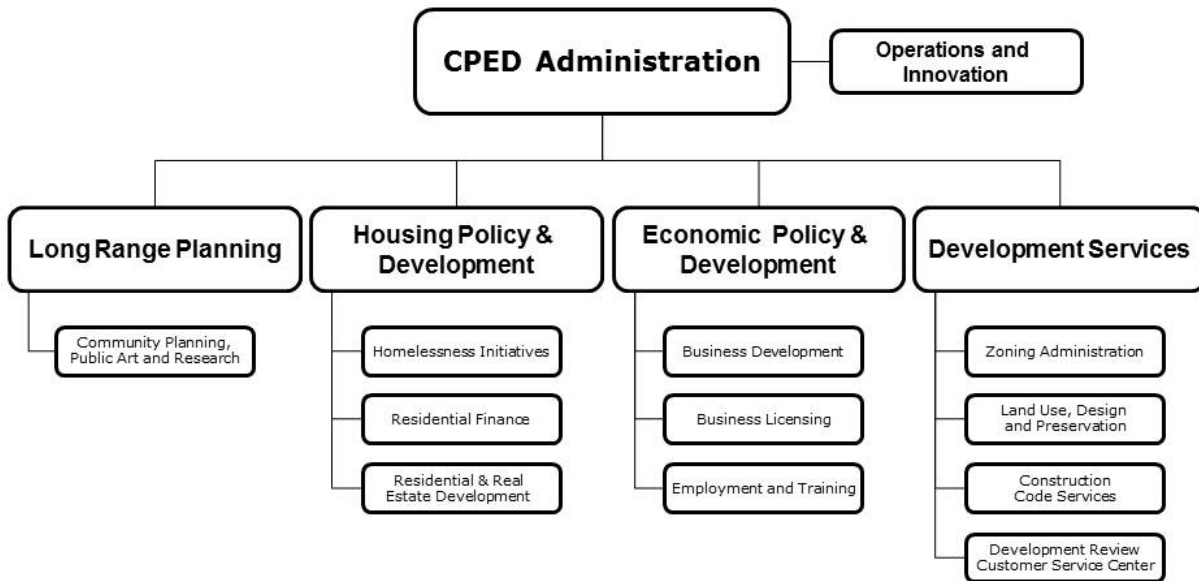 CPED Administration
Operations and
Innovation
Long Range Planning
Housing Policy &
Development
Economic Policy &
Development
Development Services
Community Planning,
Public Art and Research
Homelessness Initiatives
Residential Finance
Residential & Real
Estate Development
Business Development
Business Licensing
Employment and Training
Zoning Administration
Land Use, Design
and Preservation
Construction
Code Services
Development Review
Customer Service Center